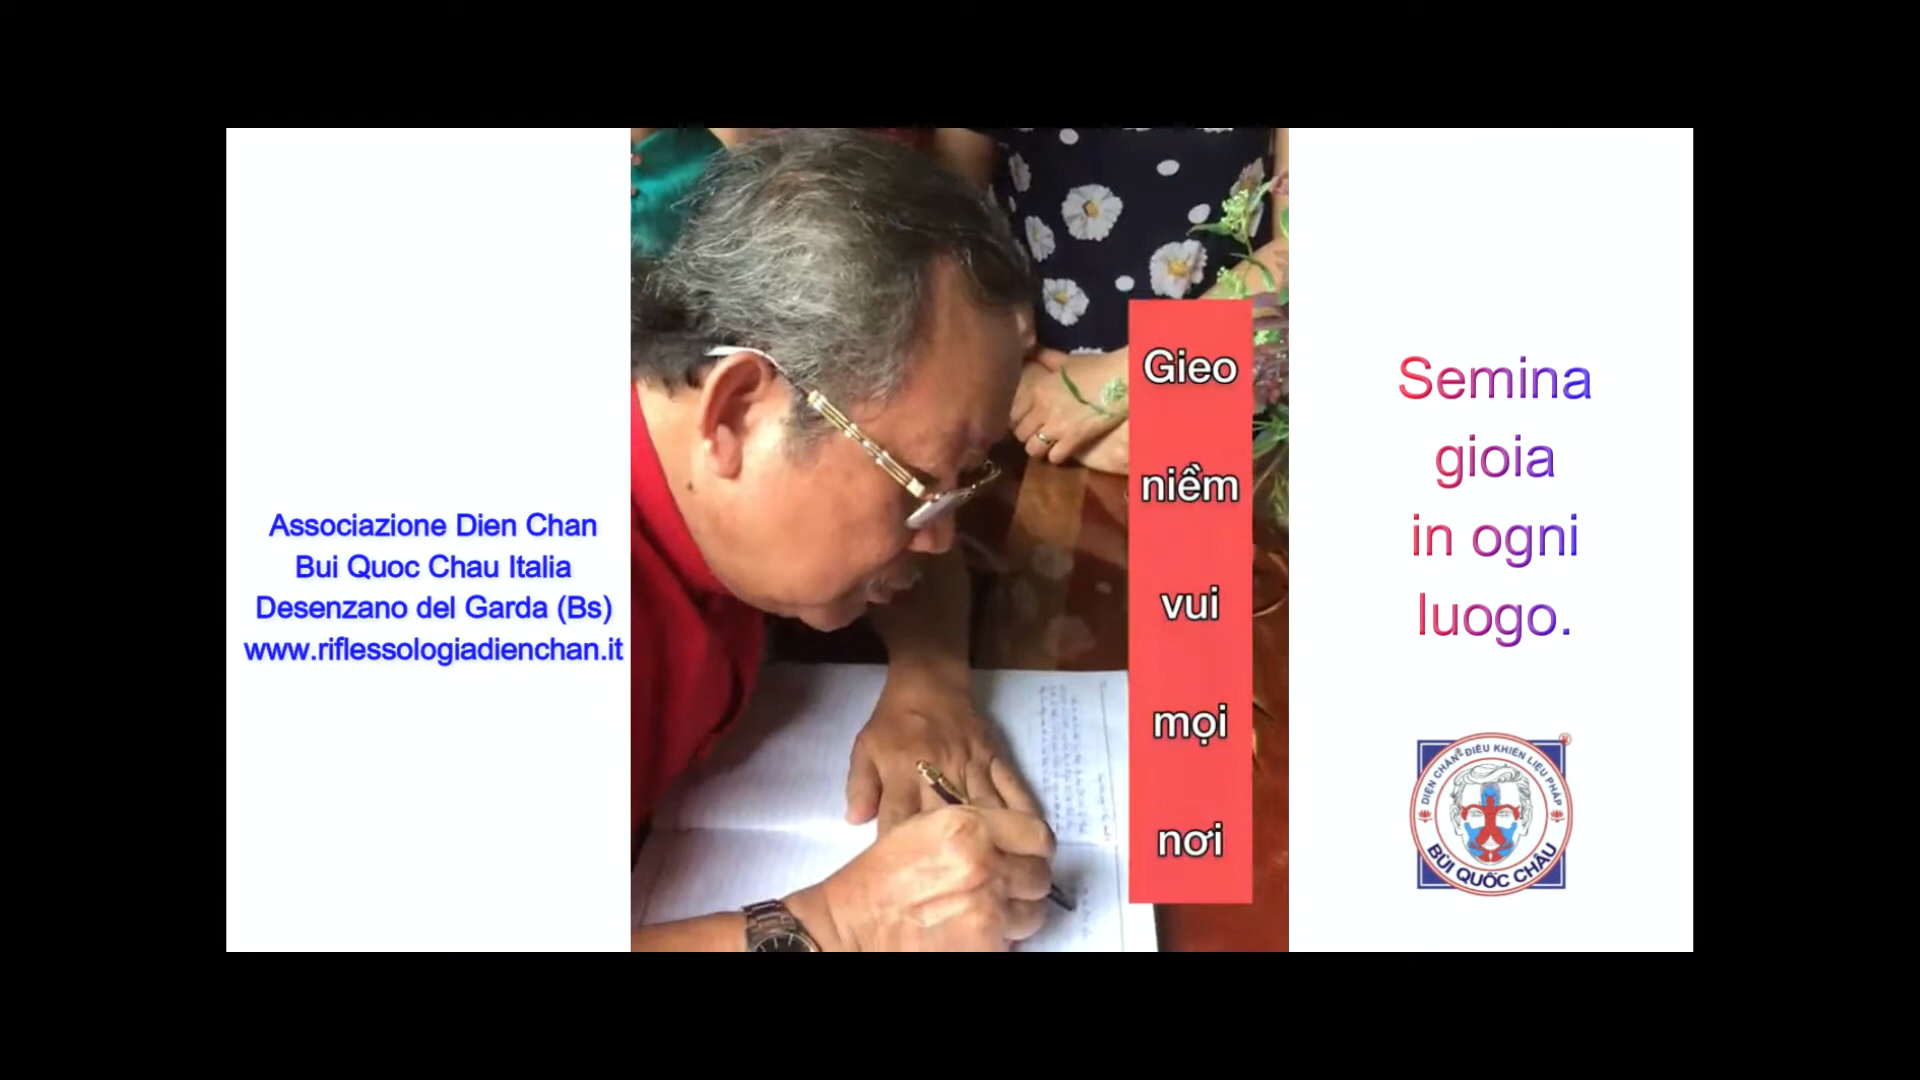 Associazione Dien Chan
Bui Quoc Chau Italia
Desenzano del Garda (Bs)
www.riflessologiadienchan.it
Gieo
niềm
vui
mọi
nơi
Semina
gioia
in ogni
luogo.
DIỆN CHẨN ĐIỀU KHIỂN LIỆU PHÁP
BÙI QUỐC CHÂU